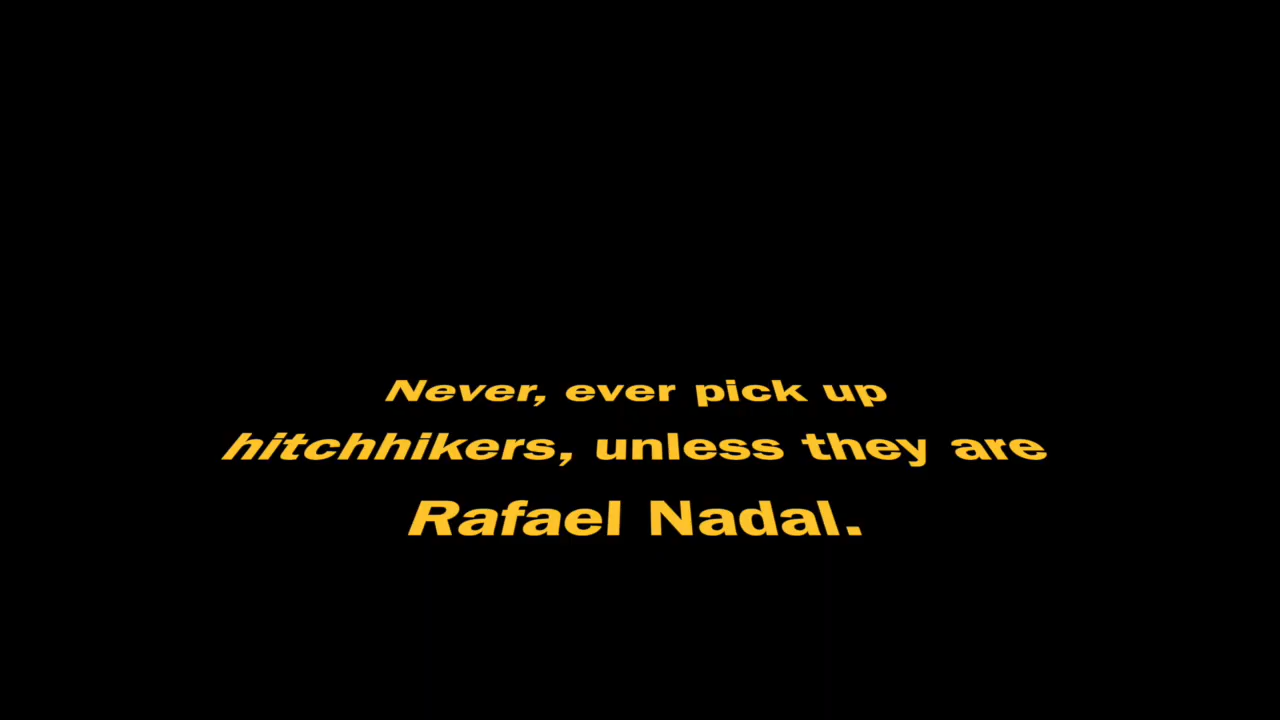 Never, ever pick up
hitchhikers, unless they are
Rafael Nadal.